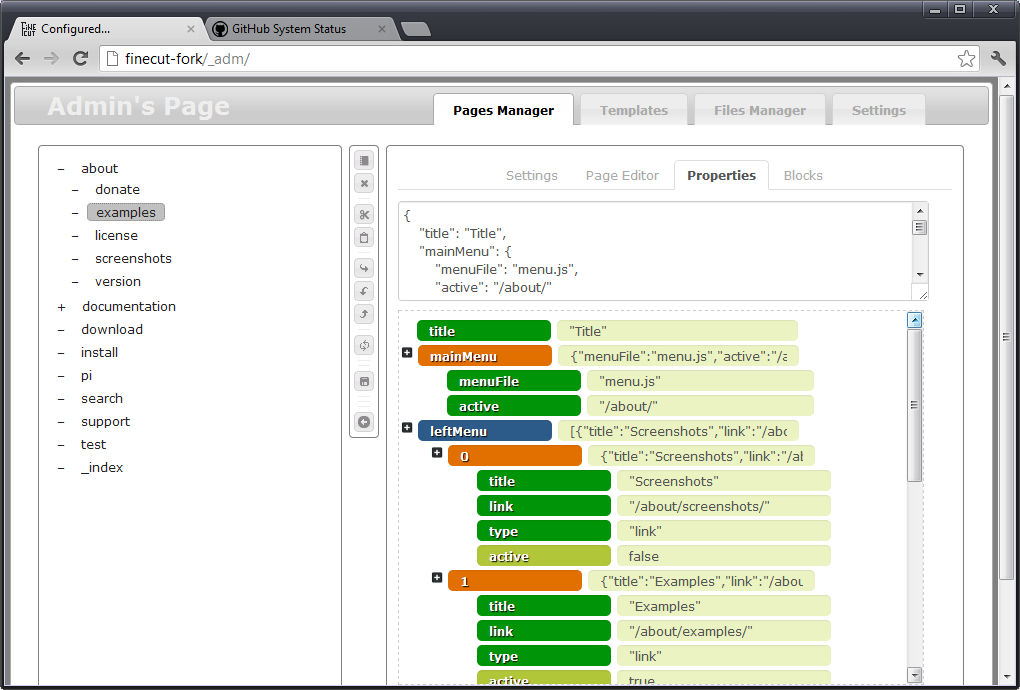 FINE CUT Configured...
GitHub System Status
finecut-fork/_adm/
Admin's Page
Pages Manager
Templates
Files Manager
Settings
– about
– donate
– examples
– license
– screenshots
– version
+ documentation
– download
– install
– pi
– search
– support
– test
– _index
Settings
Page Editor
Properties
Blocks
{
"title": "Title",
"mainMenu": {
"menuFile": "menu.js",
"active": "/about/"
title "Title"
mainMenu {"menuFile":"menu.js","active":"/a
menuFile "menu.js"
active "/about/"
leftMenu [{"title":"Screenshots","link":"/abo
0 {"title":"Screenshots","link":"/al
title "Screenshots"
link "/about/screenshots/"
type "link"
active false
1 {"title":"Examples","link":"/abou
title "Examples"
link "/about/examples/"
type "link"
active true